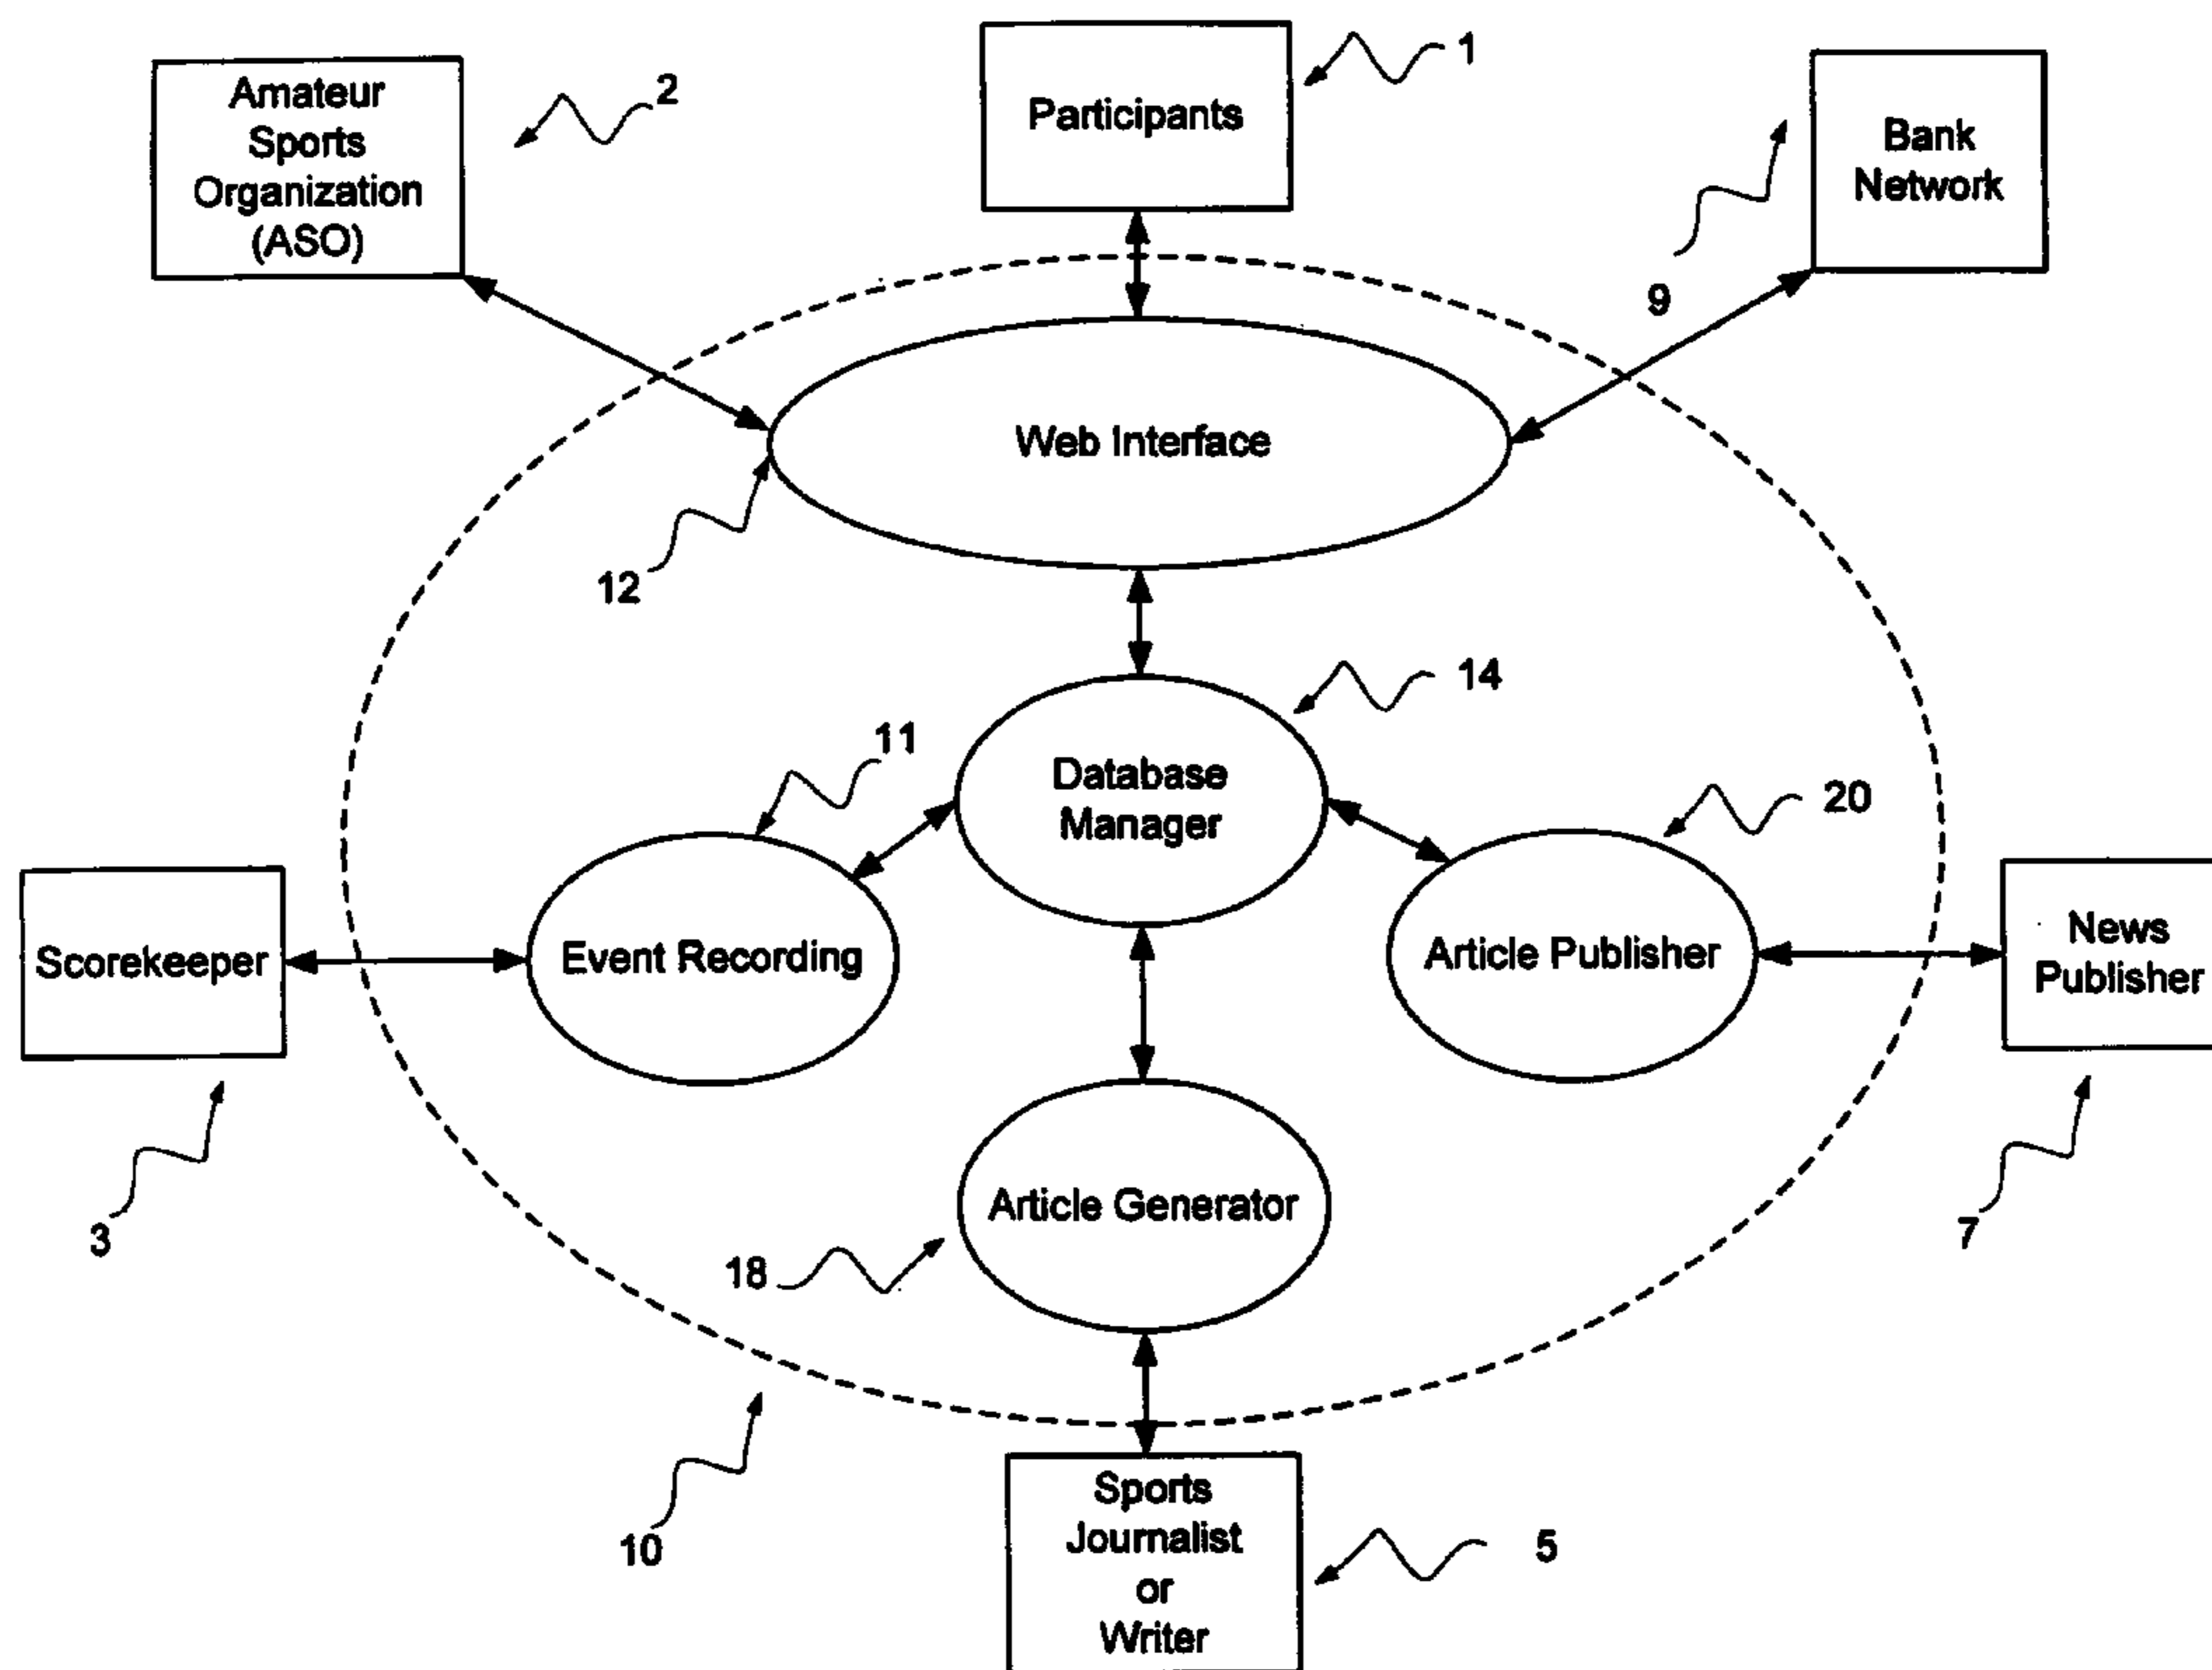 1
2
Participants
Amateur
Sports
Organization
(ASO)
Bank
Network
9
Web Interface
12
14
11
Database
Manager
20
Scorekeeper
Event Recording
Article Publisher
News
Publisher
3
Article Generator
18
7
10
Sports
Journalist
or
Writer
5